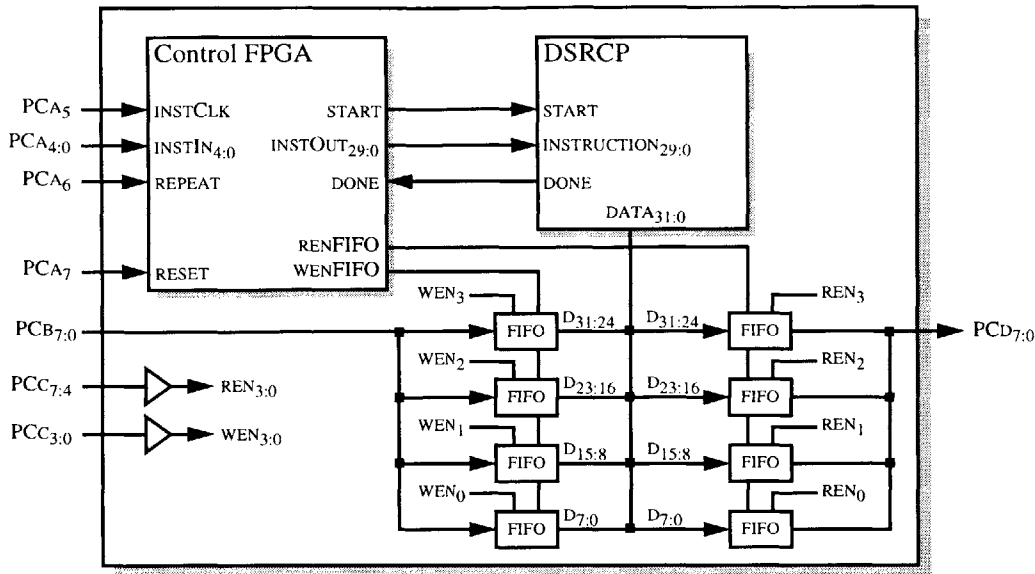 Control FPGA
DSRCP
PCA5
INSTCLK
START
START
PCA4:0
INSTIN4:0
INSTOUT29:0
INSTRUCTION29:0
PCA6
REPEAT
DONE
DONE
DATA31:0
RENFIFO
PCA7
RESET
WENFIFO
WEN3
REN3
PCB7:0
FIFO
D31:24
D31:24
FIFO
PCD7:0
WEN2
REN2
PCC7:4
REN3:0
FIFO
D23:16
D23:16
FIFO
PCC3:0
WEN3:0
WEN1
REN1
FIFO
D15:8
D15:8
FIFO
WEN0
REN0
FIFO
D7:0
D7:0
FIFO